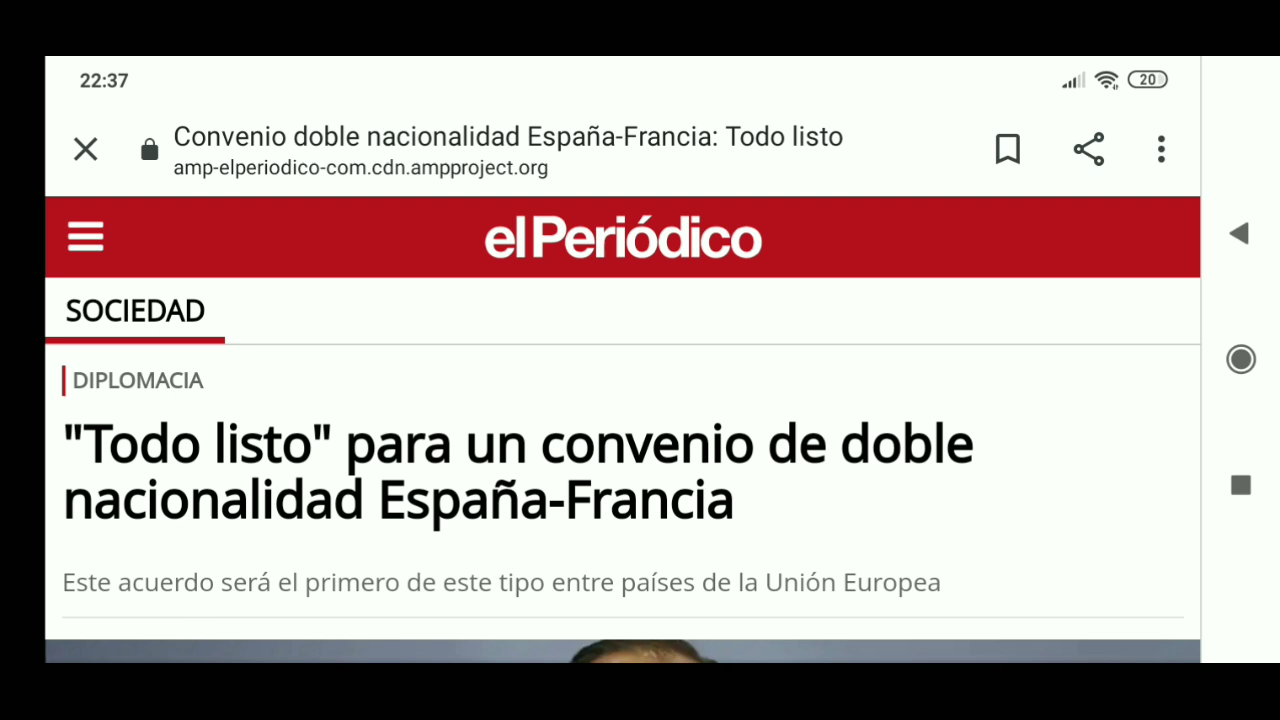 22:37
20
Convenio doble nacionalidad España-Francia: Todo listo
amp-elperiodico-com.cdn.ampproject.org
elPeriódico
SOCIEDAD
DIPLOMACIA
"Todo listo" para un convenio de doble
nacionalidad España-Francia
Este acuerdo será el primero de este tipo entre países de la Unión Europea